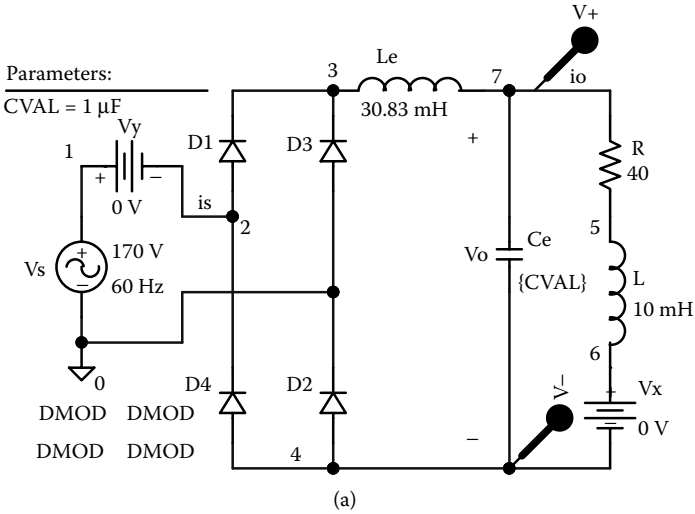 V+
3
Le
7
io
Parameters:
CVAL = 1 μF
30.83 mH
Vy
1
D1
D3
+
R
40
+ −
0 V
is
2
5
Vs
+
−
170 V
60 Hz
Vo
Ce
{CVAL}
L
10 mH
6
0
D4
D2
V−
+
Vx
−
0 V
DMOD DMOD
DMOD DMOD
4
−
(a)